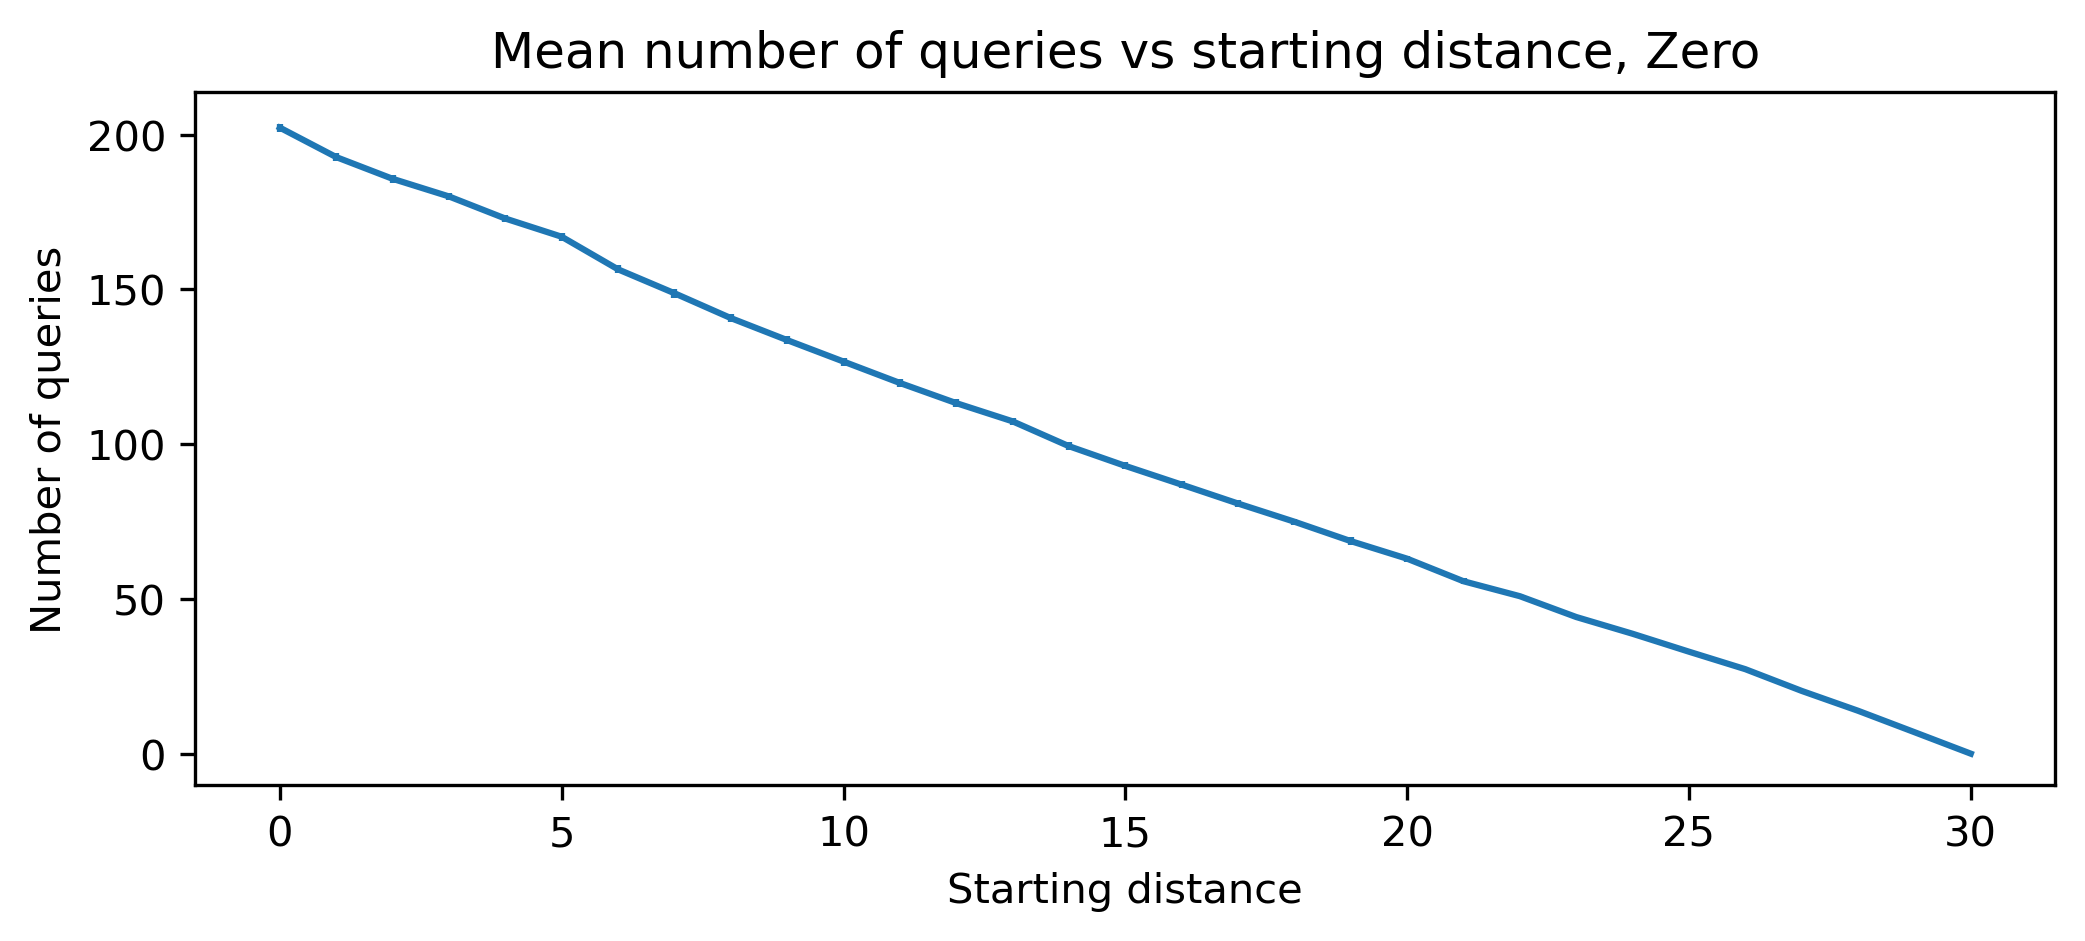 Mean number of queries vs starting distance, Zero
Number of queries
200
150
100
50
0
0 5 10 15 20 25 30
Starting distance